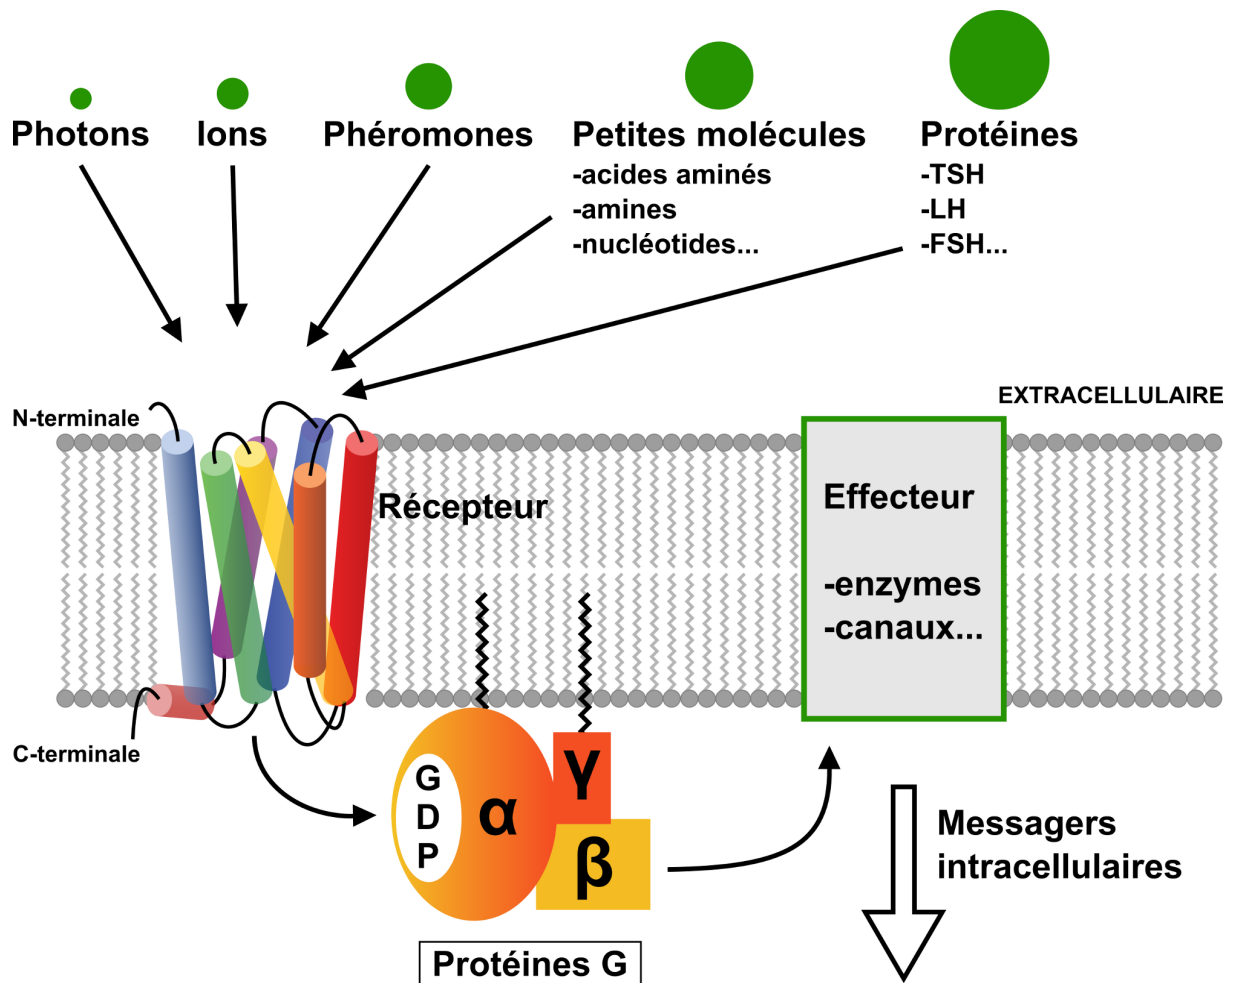 Photons
Ions
Phéromones
Petites molécules
-acides aminés
-amines
-nucléotides...
Protéines
-TSH
-LH
-FSH...
N-terminale
EXTRACELLULAIRE
Récepteur
Effecteur
-enzymes
-canaux...
C-terminale
G
D
P
α
γ
β
Messagers
intracellulaires
Protéines G